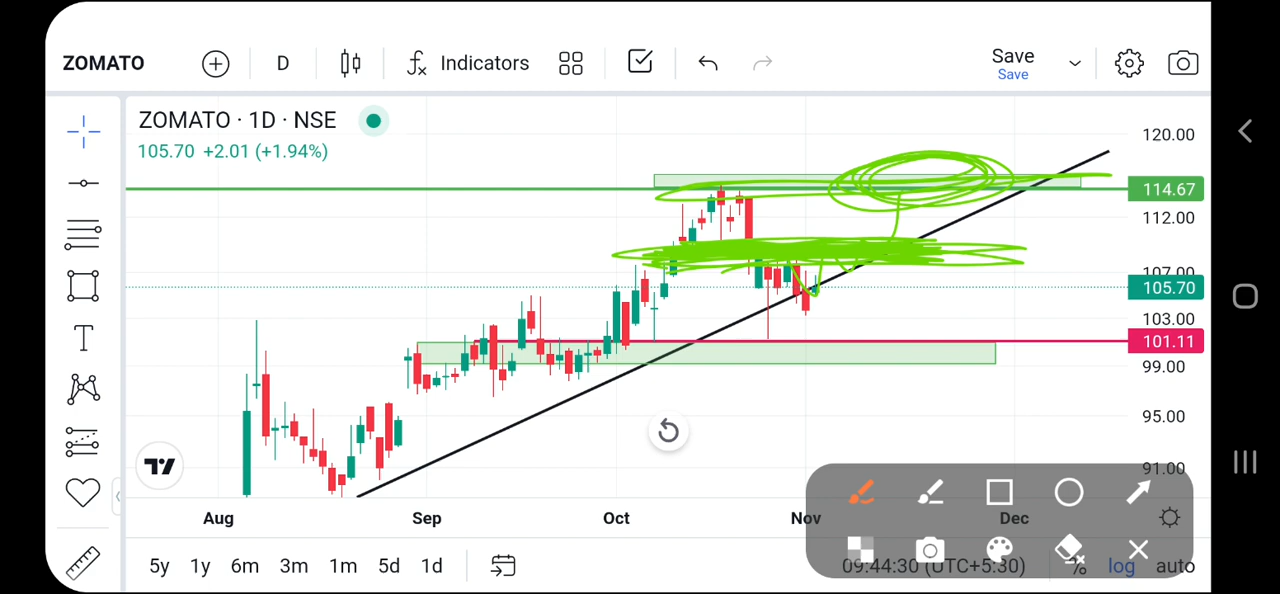 ZOMATO
D
Indicators
Save
Save
ZOMATO · 1D · NSE
105.70 +2.01 (+1.94%)
120.00
114.67
112.00
107.00
105.70
103.00
101.11
99.00
95.00
91.00
Aug Sep Oct Nov Dec
5y 1y 6m 3m 1m 5d 1d
09:44:30 (UTC+5:30) % log auto